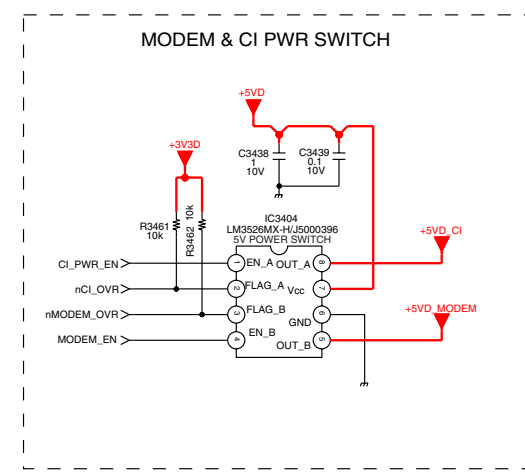 MODEM & CI PWR SWITCH
+5VD
+3V3D
C3438
1
10V
C3439
0.1
10V
R3461
10k
R3462 10k
IC3404
LM3526MX-H/J5000396
5V POWER SWITCH
+5VD_CI
CI_PWR_EN
1
EN_A
OUT_A
8
nCI_OVR
2
FLAG_A
Vcc
7
+5VD_MODEM
nMODEM_OVR
3
FLAG_B
GND
6
MODEM_EN
4
EN_B
OUT_B
5